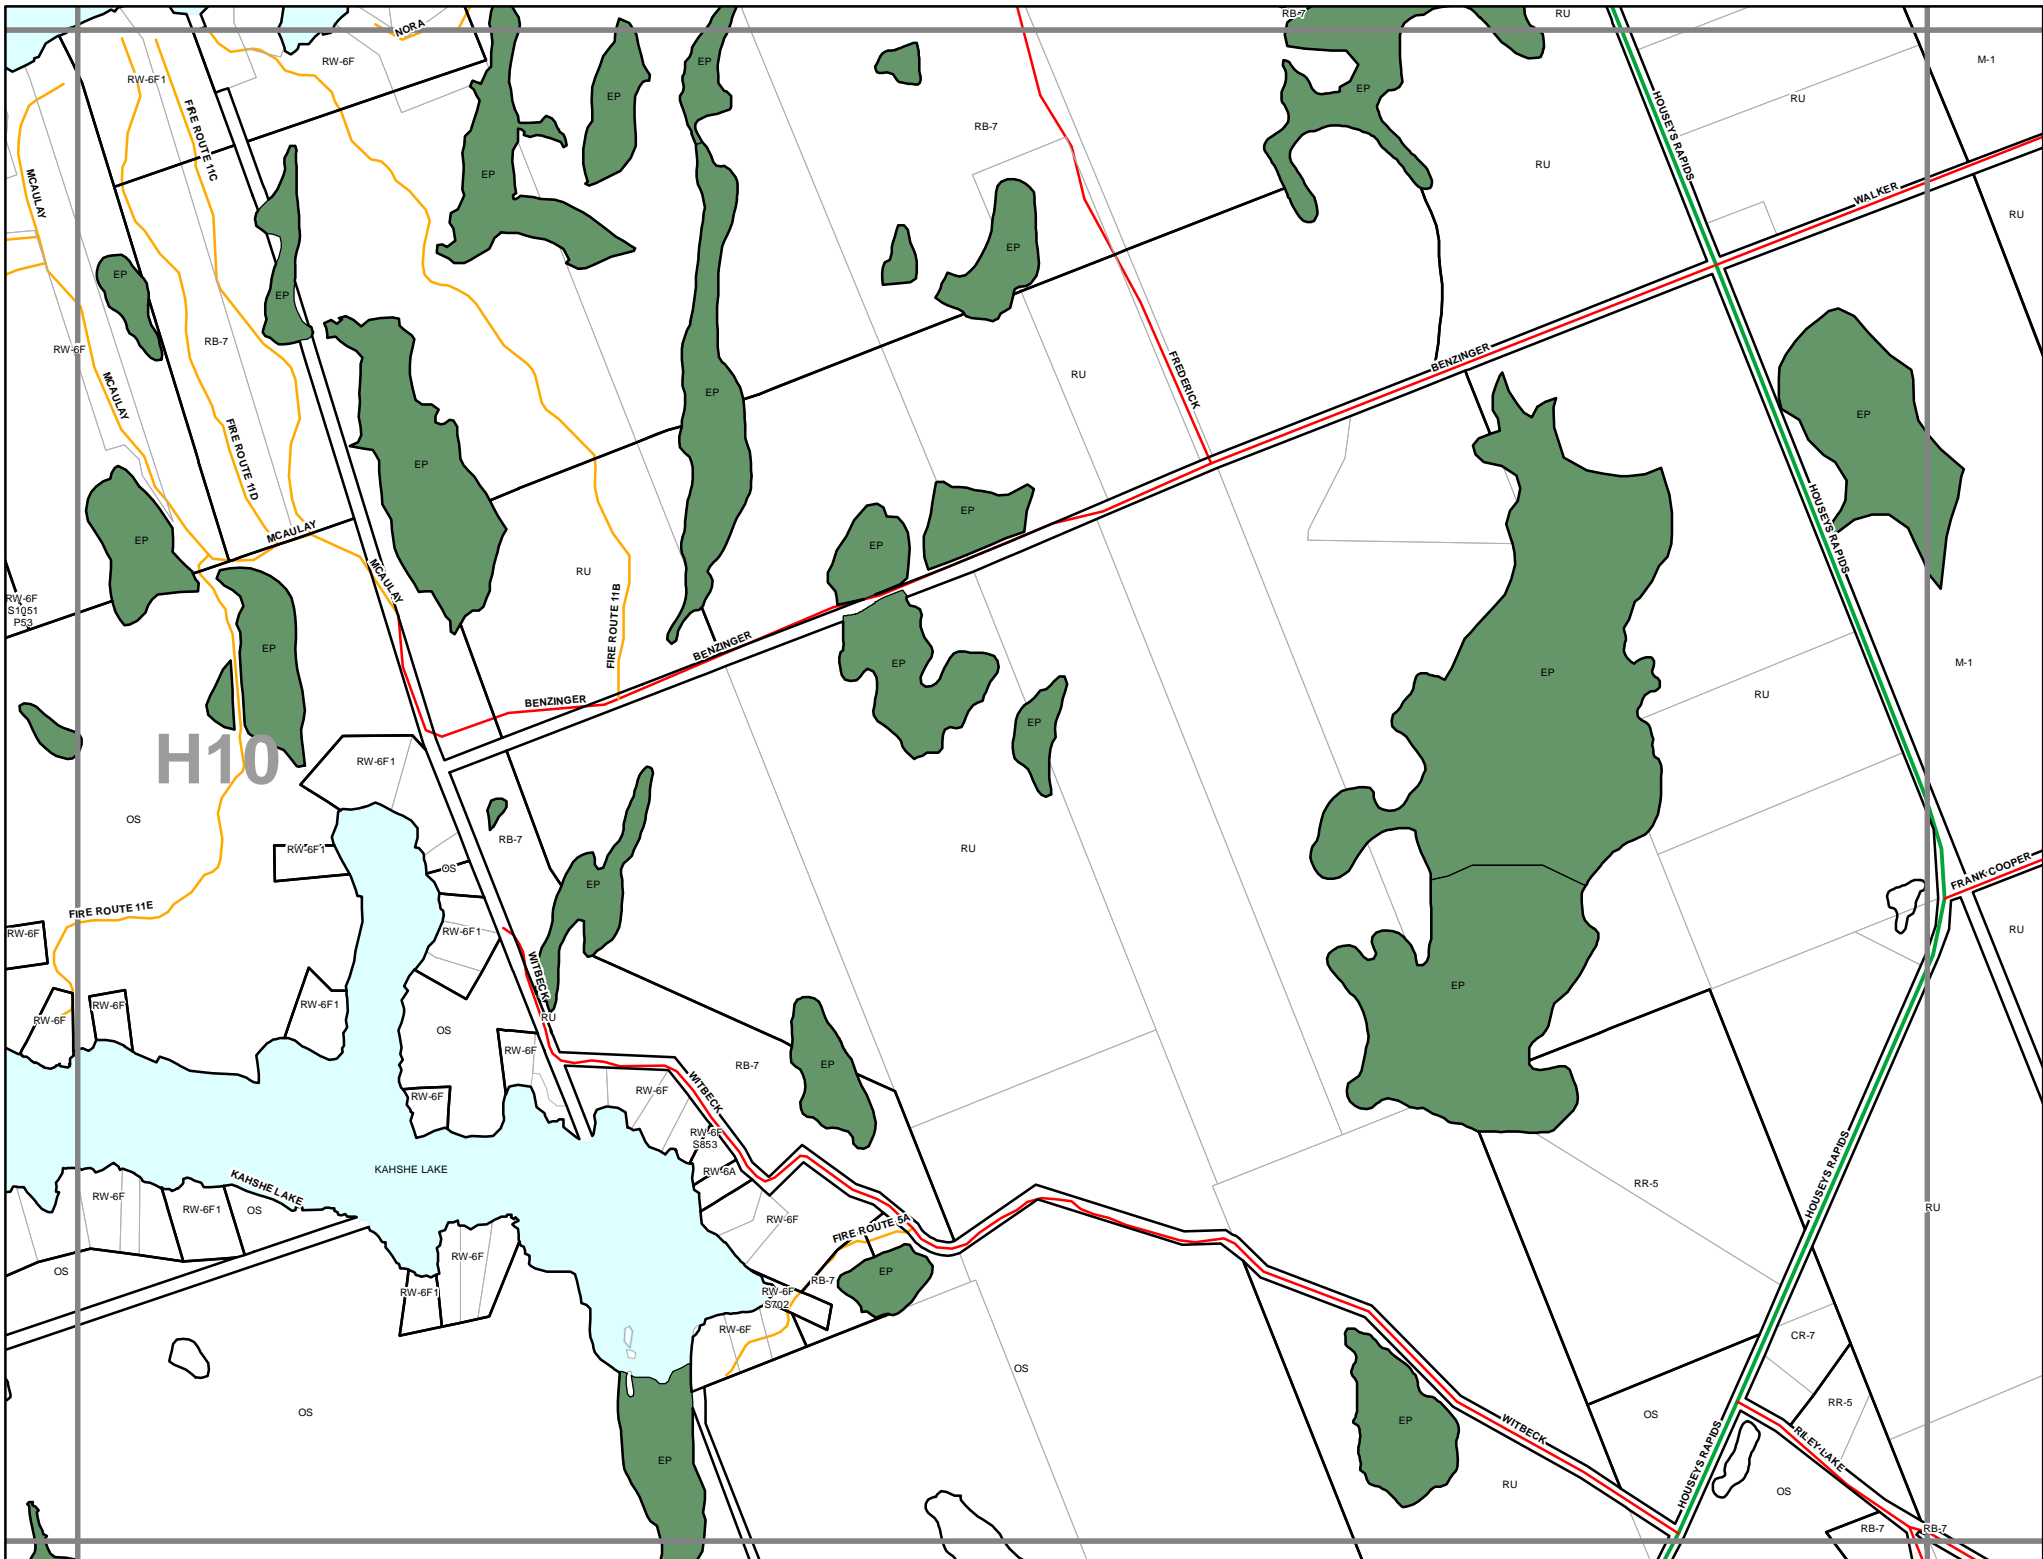 RB-7
RU
NORA
RW-6F
EP
M-1
RW-6F1
EP
EP
EP
RU
FIRE ROUTE 11C
RB-7
HOUSEYS RAPIDS
RU
EP
MCAULAY
WALKER
RU
EP
EP
EP
RB-7
RW-6F
BENZINGER
FREDERICK
RU
MCAULAY
EP
EP
FIRE ROUTE 11D
EP
EP
HOUSEYS RAPIDS
MCAULAY
EP
EP
MCAULAY
RU
RW-6F
S1051
P53
FIRE ROUTE 11B
EP
BENZINGER
EP
M-1
EP
RU
BENZINGER
EP
H10
RW-6F1
OS
RB-7
RW-6F1
RU
OS
EP
FRANK COOPER
FIRE ROUTE 11E
RW-6F
RW-6F1
RU
WITBECK
EP
RW-6F
RW-6F1
RW-6F
RU
OS
RW-6F
RB-7
EP
WITBECK
RW-6F
RW-6F
RW-6F
S853
KAHSHE LAKE
RW-6A
HOUSEYS RAPIDS
RR-5
KAHSHE LAKE
RW-6F
RW-6F1
OS
RU
RW-6F
FIRE ROUTE 5A
RW-6F
OS
EP
RB-7
RW-6F1
RW-6F
S702
RW-6F
CR-7
OS
RR-5
OS
OS
EP
WITBECK
HOUSEYS RAPIDS
RILEY LAKE
EP
RU
OS
RB-7
RB-7